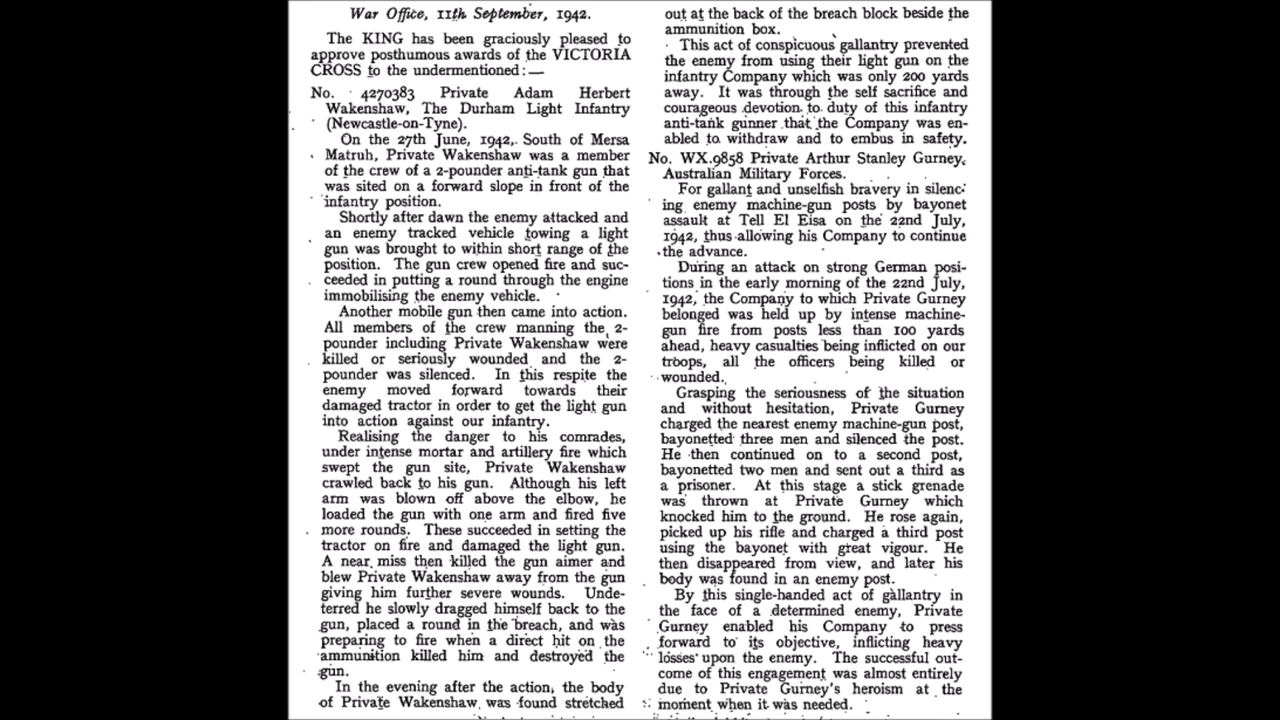 War Office, 11th September, 1942.
The KING has been graciously pleased to
approve posthumous awards of the VICTORIA
CROSS to the undermentioned:—
No. 4270383 Private Adam Herbert
Wakenshaw, The Durham Light Infantry
(Newcastle-on-Tyne).
On the 27th June, 1942, South of Mersa
Matruh, Private Wakenshaw was a member
of the crew of a 2-pounder anti-tank gun that
was sited on a forward slope in front of the
infantry position.
Shortly after dawn the enemy attacked and
an enemy tracked vehicle towing a light
gun was brought to within short range of the
position. The gun crew opened fire and suc-
ceeded in putting a round through the engine
immobilising the enemy vehicle.
Another mobile gun then came into action.
All members of the crew manning the 2-
pounder including Private Wakenshaw were
killed or seriously wounded and the 2-
pounder was silenced. In this respite the
enemy moved forward towards their
damaged tractor in order to get the light gun
into action against our infantry.
Realising the danger to his comrades,
under intense mortar and artillery fire which
swept the gun site, Private Wakenshaw
crawled back to his gun. Although his left
arm was blown off above the elbow, he
loaded the gun with one arm and fired five
more rounds. These succeeded in setting the
tractor on fire and damaged the light gun.
A near miss then killed the gun aimer and
blew Private Wakenshaw away from the gun
giving him further severe wounds. Unde-
terred he slowly dragged himself back to the
gun, placed a round in the breach, and was
preparing to fire when a direct hit on the
ammunition killed him and destroyed the
gun.
In the evening after the action, the body
of Private Wakenshaw was found stretched
out at the back of the breach block beside the
ammunition box.
This act of conspicuous gallantry prevented
the enemy from using their light gun on the
infantry Company which was only 200 yards
away. It was through the self sacrifice and
courageous devotion to duty of this infantry
anti-tank gunner that the Company was en-
abled to withdraw and to embus in safety.
No. WX.9858 Private Arthur Stanley Gurney,
Australian Military Forces.
For gallant and unselfish bravery in silenc-
ing enemy machine-gun posts by bayonet
assault at Tell El Eisa on the 22nd July,
1942, thus allowing his Company to continue
the advance.
During an attack on strong German posi-
tions in the early morning of the 22nd July,
1942, the Company to which Private Gurney
belonged was held up by intense machine-
gun fire from posts less than 100 yards
ahead, heavy casualties being inflicted on our
troops, all the officers being killed or
wounded.
Grasping the seriousness of the situation
and without hesitation, Private Gurney
charged the nearest enemy machine-gun post,
bayonetted three men and silenced the post.
He then continued on to a second post,
bayonetted two men and sent out a third as
a prisoner. At this stage a stick grenade
was thrown at Private Gurney which
knocked him to the ground. He rose again,
picked up his rifle and charged a third post
using the bayonet with great vigour. He
then disappeared from view, and later his
body was found in an enemy post.
By this single-handed act of gallantry in
the face of a determined enemy, Private
Gurney enabled his Company to press
forward to its objective, inflicting heavy
losses upon the enemy. The successful out-
come of this engagement was almost entirely
due to Private Gurney's heroism at the
moment when it was needed.